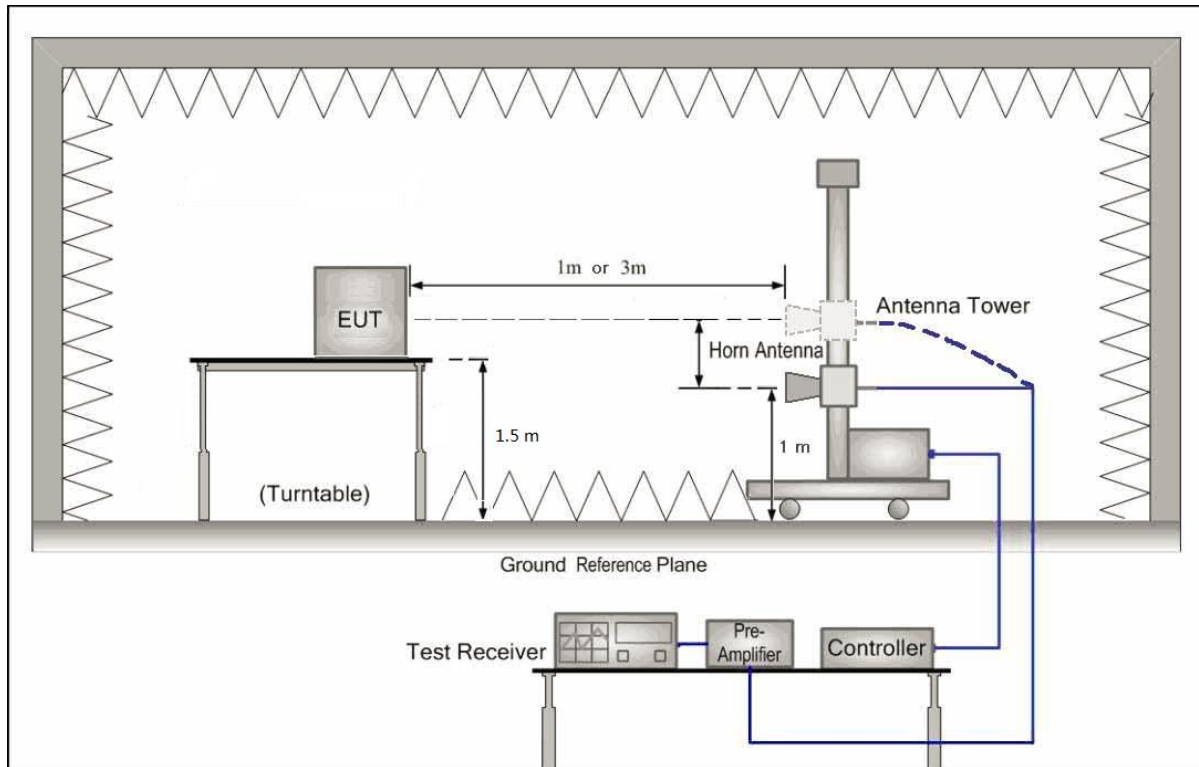 1m or 3m
EUT
Antenna Tower
Horn Antenna
1.5 m
1 m
(Turntable)
Ground Reference Plane
Test Receiver
Pre-
Amplifier
Controller